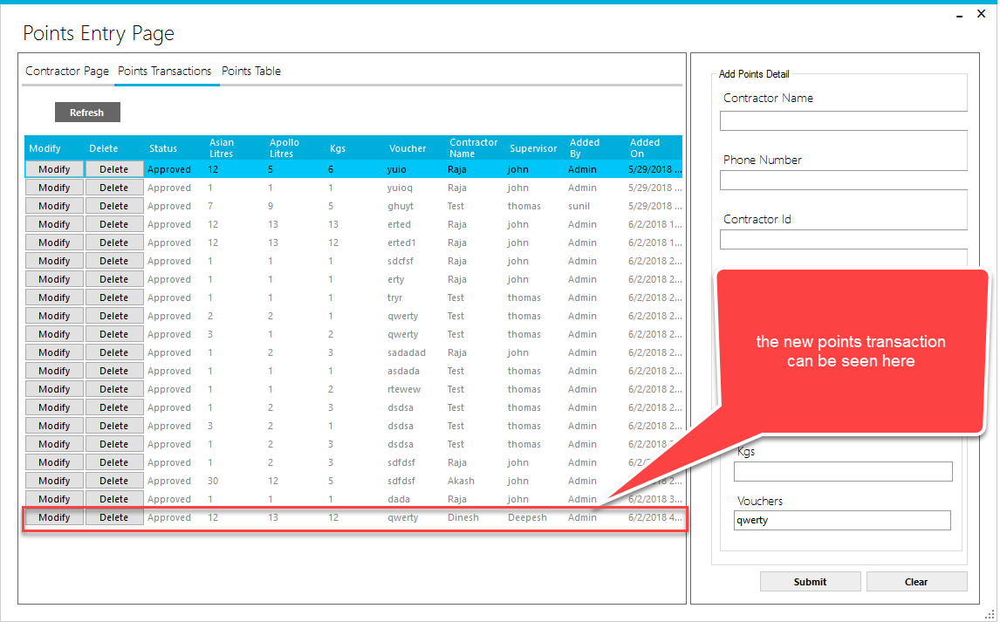 Points Entry Page
Contractor Page Points Transactions Points Table
Refresh
Modify Delete Status Asian Litres Apollo Litres Kgs Voucher Contractor Name Supervisor Added By Added On
Modify Delete Approved 12 5 6 yuio Raja john Admin 5/29/2018 ...
Modify Delete Approved 1 1 1 yuioq Raja john Admin 5/29/2018 ...
Modify Delete Approved 7 9 5 ghuyt Test thomas sunil 5/29/2018 ...
Modify Delete Approved 12 13 13 erted Raja john Admin 6/2/2018 1...
Modify Delete Approved 12 13 12 erted1 Raja john Admin 6/2/2018 1...
Modify Delete Approved 1 1 1 sdcfsf Raja john Admin 6/2/2018 2...
Modify Delete Approved 1 1 1 erty Raja john Admin 6/2/2018 2...
Modify Delete Approved 1 1 1 tryr Test thomas Admin 6/2/2018 2...
Modify Delete Approved 2 2 1 qwerty Test thomas Admin 6/2/2018 2...
Modify Delete Approved 3 1 2 qwerty Test thomas Admin 6/2/2018 2...
Modify Delete Approved 1 2 3 sadadad Raja john Admin 6/2/2018 2...
Modify Delete Approved 1 1 1 asdada Test thomas Admin 6/2/2018 2...
Modify Delete Approved 1 1 2 rtewew Test thomas Admin 6/2/2018 2...
Modify Delete Approved 1 2 3 dsdsa Test thomas Admin 6/2/2018 2...
Modify Delete Approved 3 2 1 dsdsa Test thomas Admin 6/2/2018 2...
Modify Delete Approved 1 2 3 dsdsa Test thomas Admin 6/2/2018 2...
Modify Delete Approved 1 2 3 sdfdsf Raja john Admin
Modify Delete Approved 30 12 5 sdfdsf Akash john Admin 2...
Modify Delete Approved 1 1 1 dada Raja john Admin 6/2/2018 3...
Modify Delete Approved 12 13 12 qwerty Dinesh Deepesh Admin 6/2/2018 4...
Add Points Detail
Contractor Name
Phone Number
Contractor Id
the new points transaction
can be seen here
Kgs
Vouchers
qwerty
Submit Clear